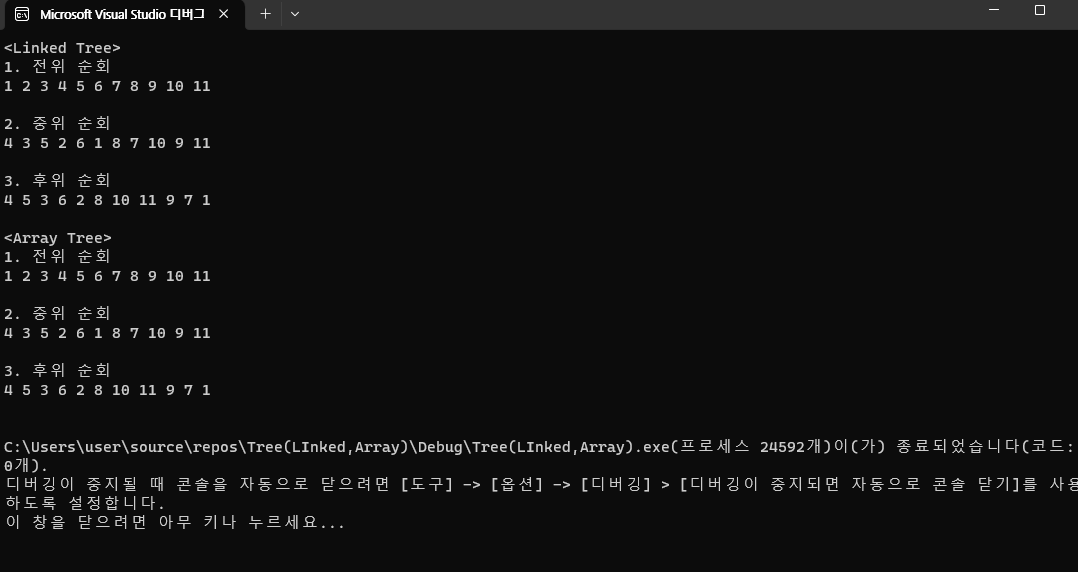 Microsoft Visual Studio 디버그
<Linked Tree>
1. 전위 순회
1 2 3 4 5 6 7 8 9 10 11
2. 중위 순회
4 3 5 2 6 1 8 7 10 9 11
3. 후위 순회
4 5 3 6 2 8 10 11 9 7 1
<Array Tree>
1. 전위 순회
1 2 3 4 5 6 7 8 9 10 11
2. 중위 순회
4 3 5 2 6 1 8 7 10 9 11
3. 후위 순회
4 5 3 6 2 8 10 11 9 7 1
C:\Users\user\source\repos\Tree(LInked,Array)\Debug\Tree(LInked,Array).exe(프로세스 24592개)이(가) 종료되었습니다(코드:
0개).
디버깅이 중지될 때 콘솔을 자동으로 닫으려면 [도구] -> [옵션] -> [디버깅] > [디버깅이 중지되면 자동으로 콘솔 닫기]를 사용
하도록 설정합니다.
이 창을 닫으려면 아무 키나 누르세요...